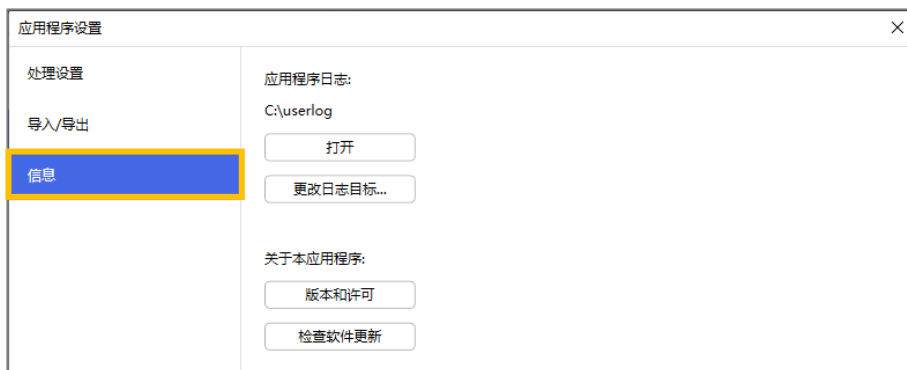 应用程序设置
处理设置
导入/导出
信息
应用程序日志:
C:\userlog
打开
更改日志目标...
关于本应用程序:
版本和许可
检查软件更新